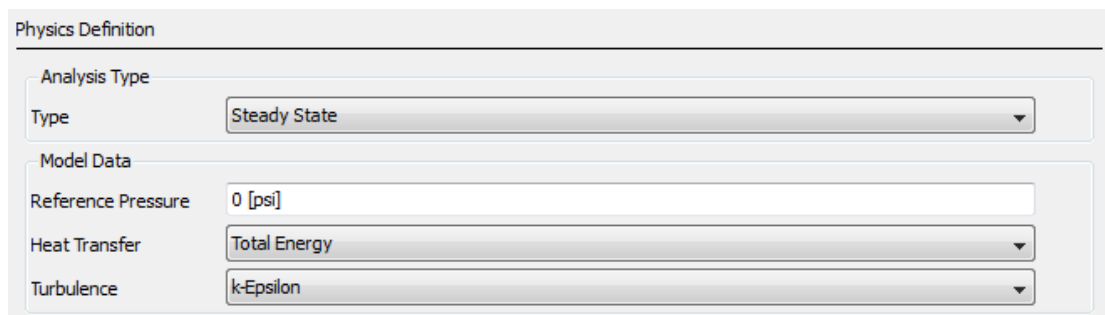 Physics Definition
Analysis Type
Type Steady State
Model Data
Reference Pressure 0 [psi]
Heat Transfer Total Energy
Turbulence k-Epsilon